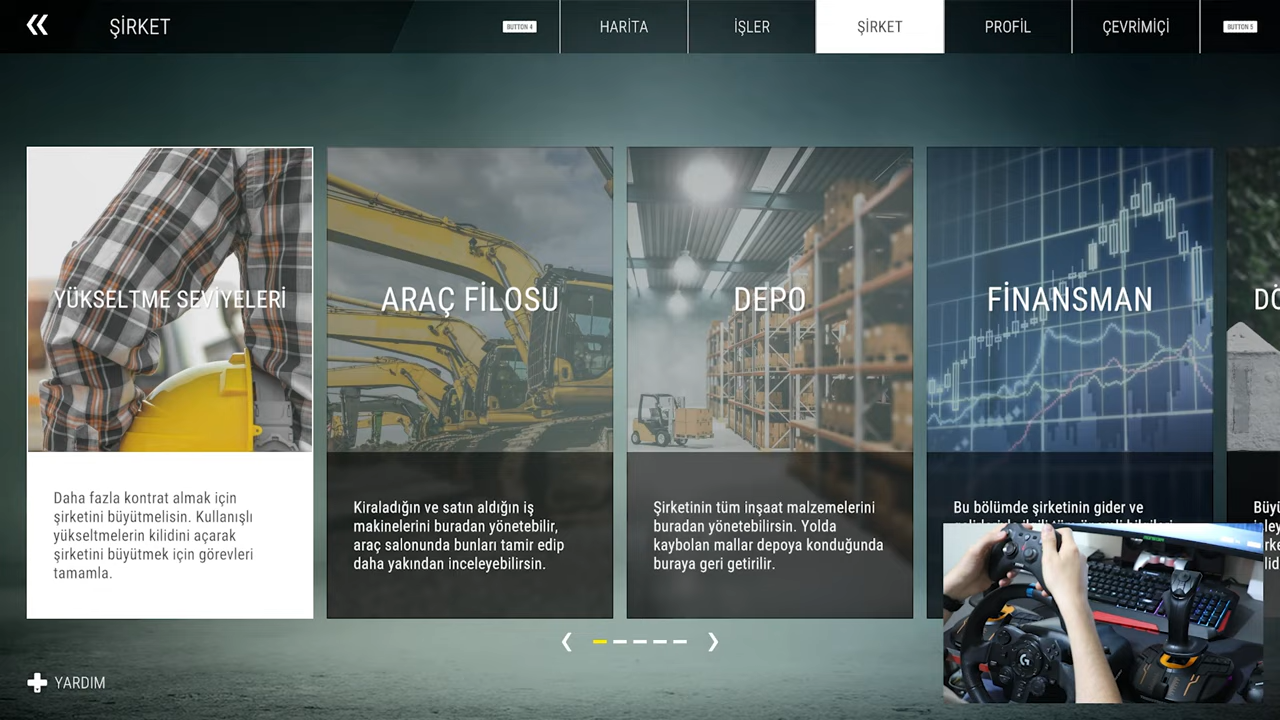 ŞİRKET
BUTTON 4
HARİTA
İŞLER
ŞİRKET
PROFİL
ÇEVRİMİÇİ
BUTTON 5
YÜKSELTME SEVİYELERİ
Daha fazla kontrat almak için
şirketini büyütmelisin. Kullanışlı
yükseltmelerin kilidini açarak
şirketini büyütmek için görevleri
tamamla.
ARAÇ FİLOSU
Kiraladığın ve satın aldığın iş
makinelerini buradan yönetebilir,
araç salonunda bunları tamir edip
daha yakından inceleyebilirsin.
DEPO
Şirketinin tüm inşaat malzemelerini
buradan yönetebilirsin. Yolda
kaybolan mallar depoya konduğunda
buraya geri getirilir.
FİNANSMAN
Bu bölümde şirketinin gider ve
YARDIM